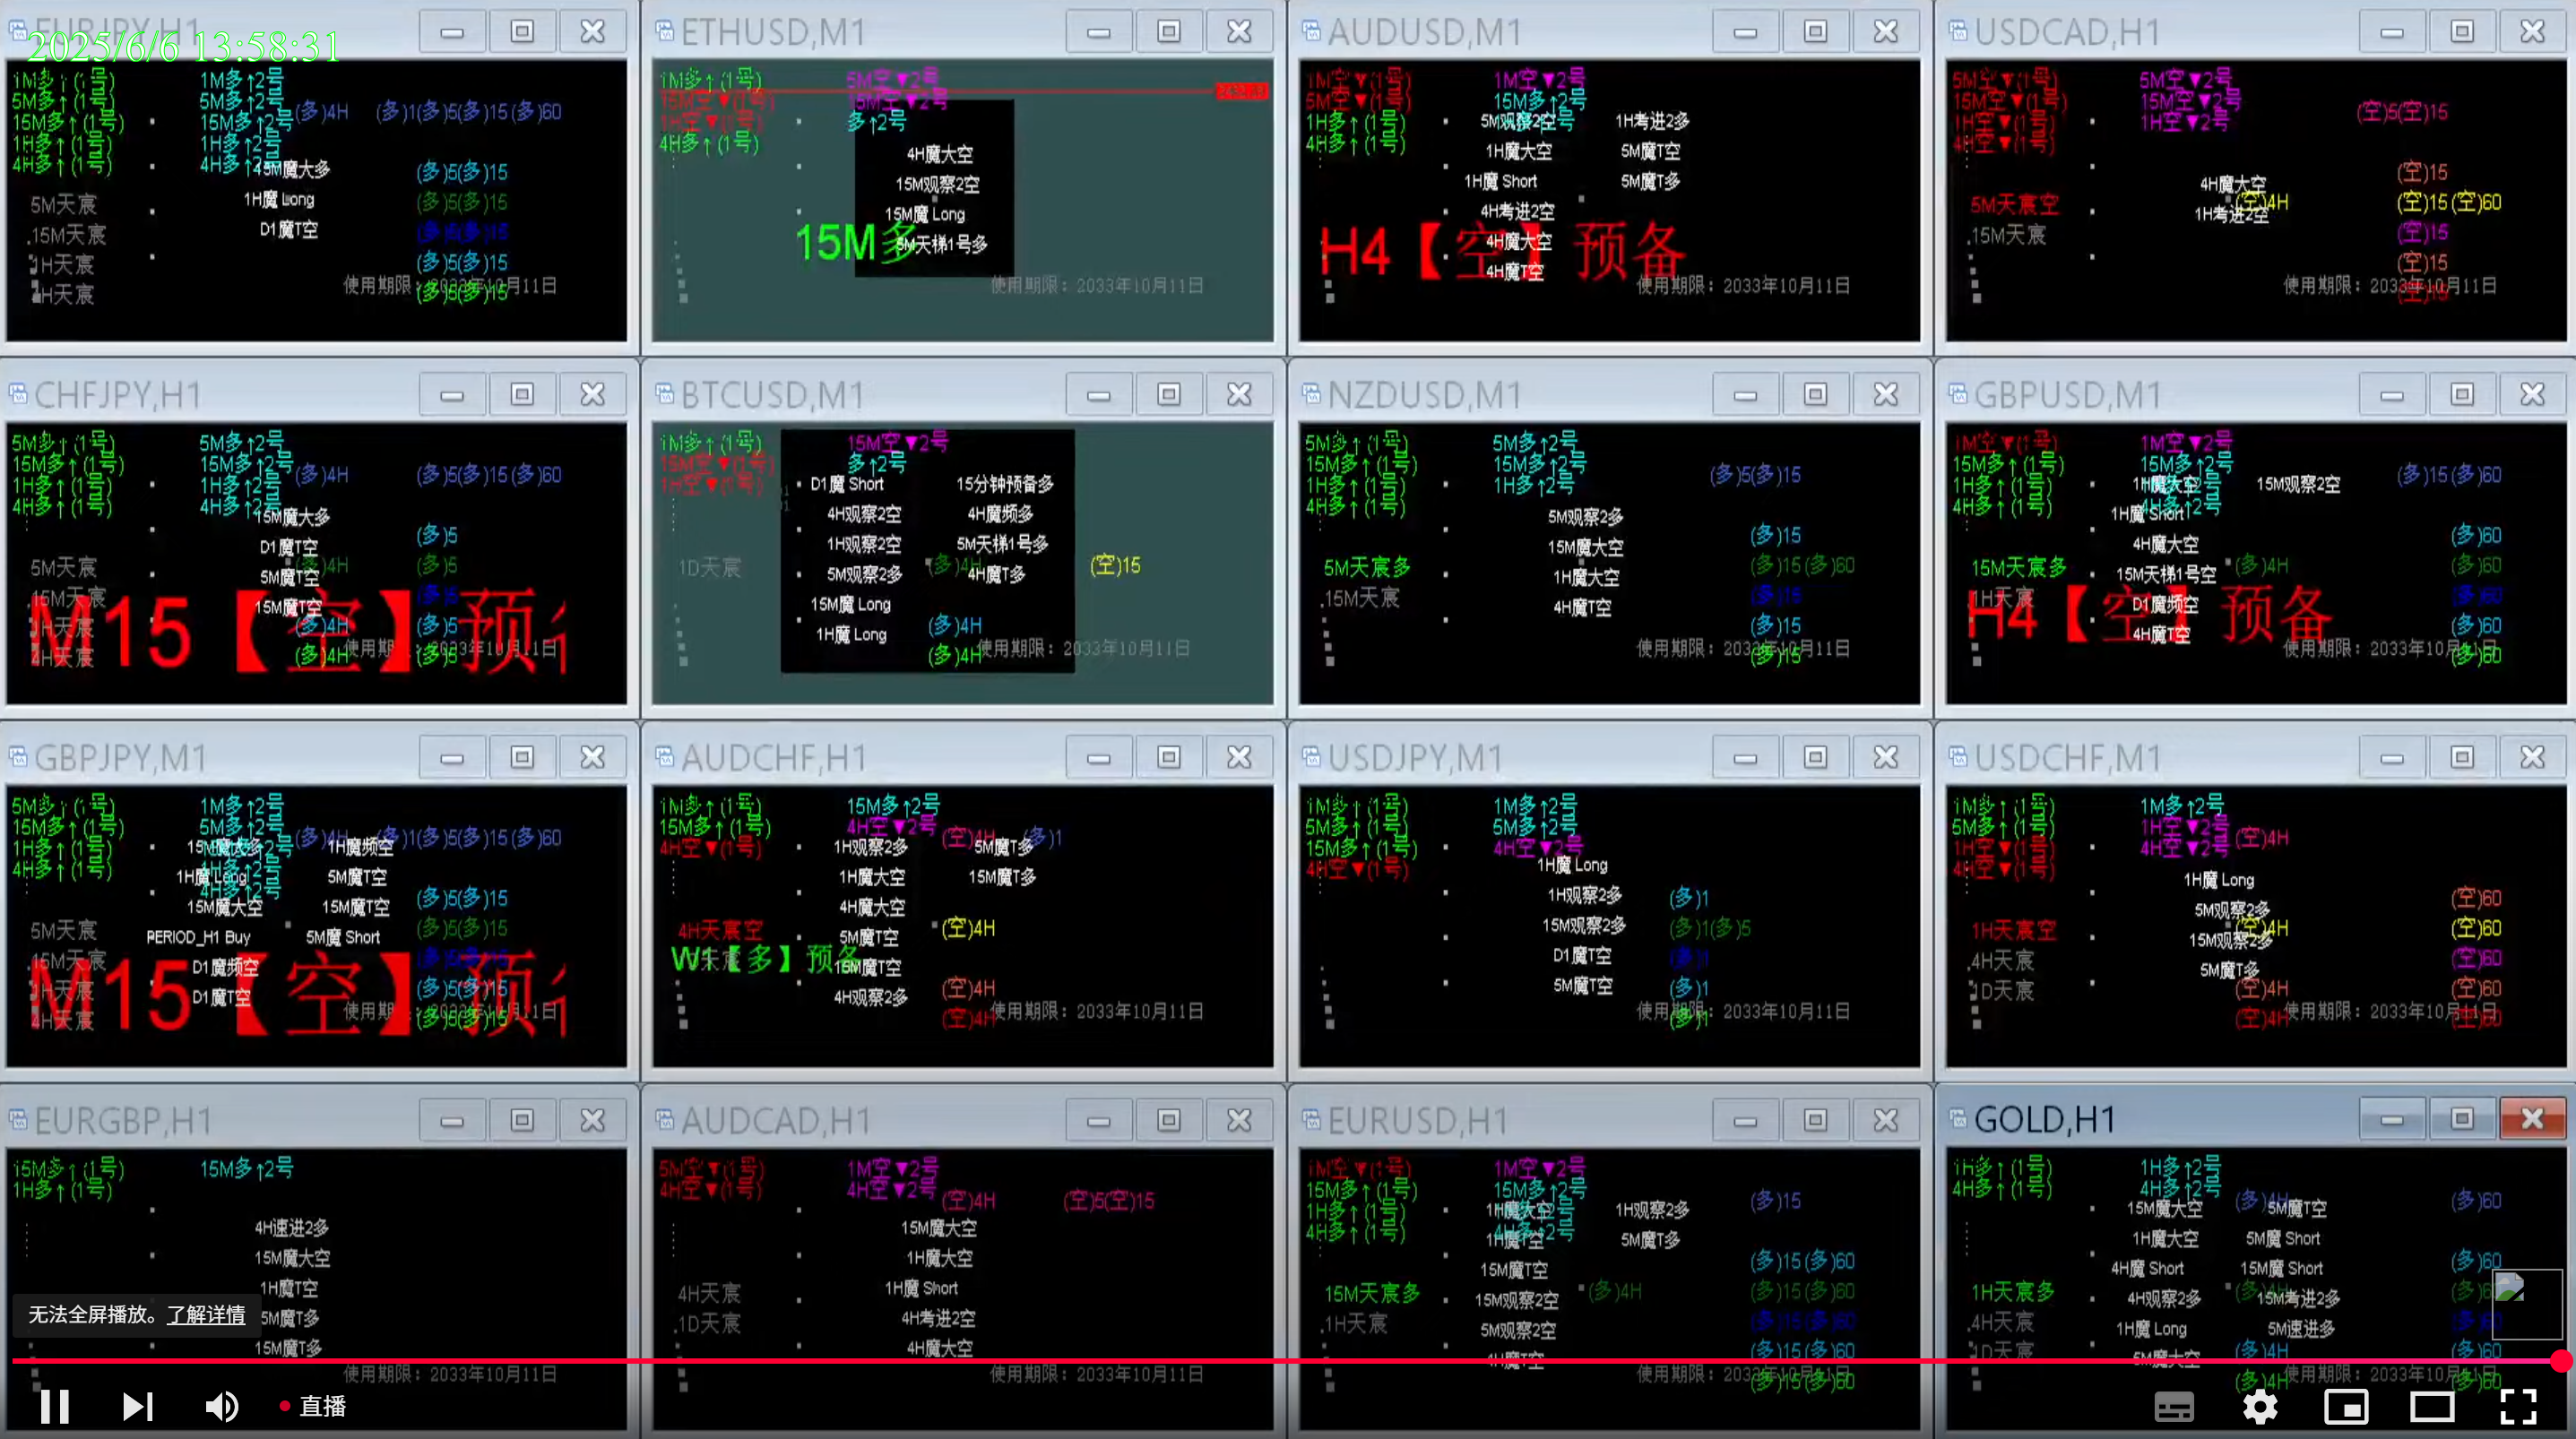 2025/6/6 13:58:31
EURJPY,H1
1M多↑(1号) 1M多↑2号
5M多↑(1号) 5M多↑2号
(多)4H (多)1(多)5(多)15(多)60
15M多↑(1号) 15M多↑2号
1H多↑(1号) 1H多↑2号
4H多↑(1号) 4H多↑2号
15M魔大多 (多)5(多)15
1H魔 Long (多)5(多)15
5M天宸
D1魔T空 (多)5(多)15
15M天宸
1H天宸 (多)5(多)15
4H天宸 (多)5(多)15
使用期限：2033年10月11日
ETHUSD,M1
1M多↑(1号) 5M空▼2号
15M空▼(1号) 15M空▼2号
1H空▼(1号) 多↑2号
4H多↑(1号)
4H魔大空
15M观察2空
15M魔 Long
15M多
5M天梯1号多
使用期限：2033年10月11日
AUDUSD,M1
1M空▼(1号) 1M空▼2号
5M空▼(1号) 15M多↑2号
1H多↑(1号)
4H多↑(1号)
5M观察2空 1H考进2多
1H魔大空 5M魔T空
1H魔 Short 5M魔T多
4H考进2空
4H魔大空
4H魔T空
H4【空】预备
使用期限：2033年10月11日
USDCAD,H1
5M空▼(1号) 5M空▼2号
15M空▼(1号) 15M空▼2号
1H空▼(1号) 1H空▼2号
4H空▼(1号)
(空)5(空)15
(空)15
4H魔大空
5M天宸空 (空)4H (空)15(空)60
1H考进2空
15M天宸 (空)15
(空)15
(空)15
使用期限：2033年10月11日
CHFJPY,H1
5M多↑(1号) 5M多↑2号
15M多↑(1号) 15M多↑2号
1H多↑(1号) 1H多↑2号
4H多↑(1号) 4H多↑2号
(多)4H (多)5(多)15(多)60
15M魔大多
D1魔T空 (多)5
5M天宸 (多)4H (多)5
5M魔T空
15M天宸 15M魔T空
1H天宸 (多)4H (多)5
4H天宸 (多)4H (多)5
M15【空】预
使用期限：2033年10月11日
BTCUSD,M1
1M多↑(1号) 15M空▼2号
15M空▼(1号) 多↑2号
1H空▼(1号)
D1魔 Short 15分钟预备多
4H观察2空 4H魔频多
1H观察2空 5M天梯1号多
1D天宸 5M观察2多 (多)4H 4H魔T多 (空)15
15M魔 Long
1H魔 Long (多)4H
(多)4H
使用期限：2033年10月11日
NZDUSD,M1
5M多↑(1号) 5M多↑2号
15M多↑(1号) 15M多↑2号
1H多↑(1号) 1H多↑2号
4H多↑(1号)
(多)5(多)15
5M观察2多
15M魔大空 (多)15
5M天宸多 1H魔大空 (多)15(多)60
15M天宸 4H魔T空 (多)15
(多)15
(多)15
使用期限：2033年10月11日
GBPUSD,M1
1M空▼(1号) 1M空▼2号
15M多↑(1号) 15M多↑2号
1H多↑(1号)
4H多↑(1号) 4H多↑2号
(多)15(多)60
1H魔大空 15M观察2空
1H魔 Short
4H魔大空 (多)60
15M天宸多 15M天梯1号空 (多)4H (多)60
1H天宸 D1魔频空 (多)60
4H魔T空 (多)60
(多)60
H4【空】预备
使用期限：2033年10月11日
GBPJPY,M1
5M多↑(1号) 1M多↑2号
15M多↑(1号) 5M多↑2号
1H多↑(1号)
4H多↑(1号) 4H多↑2号
(多)4H (多)1(多)5(多)15(多)60
15M魔大多 1H魔频空
1H魔 Long 5M魔T空
15M魔大空 15M魔T空 (多)5(多)15
5M天宸 PERIOD_H1 Buy 5M魔 Short (多)5(多)15
15M天宸 D1魔频空
1H天宸 D1魔T空 (多)5(多)15
4H天宸 (多)5(多)15
M15【空】预
使用期限：2033年10月11日
AUDCHF,H1
1M多↑(1号) 15M多↑2号
15M多↑(1号) 4H空▼2号
4H空▼(1号) (空)4H (多)1
1H观察2多 5M魔T多
1H魔大空 15M魔T多
4H魔大空
4H天宸空 5M魔T空 (空)4H
W1【多】预备
15M魔T空
4H观察2多 (空)4H
(空)4H
使用期限：2033年10月11日
USDJPY,M1
1M多↑(1号) 1M多↑2号
5M多↑(1号) 5M多↑2号
15M多↑(1号) 4H空▼2号
4H空▼(1号)
1H魔 Long
1H观察2多 (多)1
15M观察2多 (多)1(多)5
D1魔T空 (多)1
5M魔T空 (多)1
(多)1
使用期限：2033年10月11日
USDCHF,M1
1M多↑(1号) 1M多↑2号
5M多↑(1号) 1H空▼2号
1H空▼(1号) 4H空▼2号
4H空▼(1号) (空)4H
1H魔 Long (空)60
5M观察2多
1H天宸空 (空)4H (空)60
15M观察2多
4H天宸 5M魔T多 (空)60
1D天宸 (空)4H (空)60
(空)4H (空)60
使用期限：2033年10月11日
EURGBP,H1
15M多↑(1号) 15M多↑2号
1H多↑(1号)
4H速进2多
15M魔大空
1H魔T空
5M魔T多
15M魔T多
使用期限：2033年10月11日
AUDCAD,H1
5M空▼(1号) 1M空▼2号
4H空▼(1号) 4H空▼2号
(空)4H (空)5(空)15
15M魔大空
1H魔大空
4H天宸 1H魔 Short
1D天宸 4H考进2空
4H魔大空
使用期限：2033年10月11日
EURUSD,H1
1M空▼(1号) 1M空▼2号
15M多↑(1号) 15M多↑2号
1H多↑(1号)
4H多↑(1号) 4H多↑2号
(多)15
1H魔大空 1H观察2多
1H魔T空 5M魔T多
15M魔T空 (多)15(多)60
15M天宸多 15M观察2空 (多)4H (多)15(多)60
1H天宸 5M观察2空 (多)15(多)60
4H魔T空 (多)15(多)60
(多)15(多)60
使用期限：2033年10月11日
GOLD,H1
1H多↑(1号) 1H多↑2号
4H多↑(1号) 4H多↑2号
(多)4H (多)60
15M魔大空 5M魔T空
1H魔大空 5M魔 Short
4H魔 Short 15M魔 Short (多)60
1H天宸多 4H观察2多 15M考进2多
4H天宸 1H魔 Long 5M速进多
1D天宸 5M魔大空 (多)4H (多)60
(多)4H (多)60
使用期限：2033年10月11日
无法全屏播放。了解详情
直播